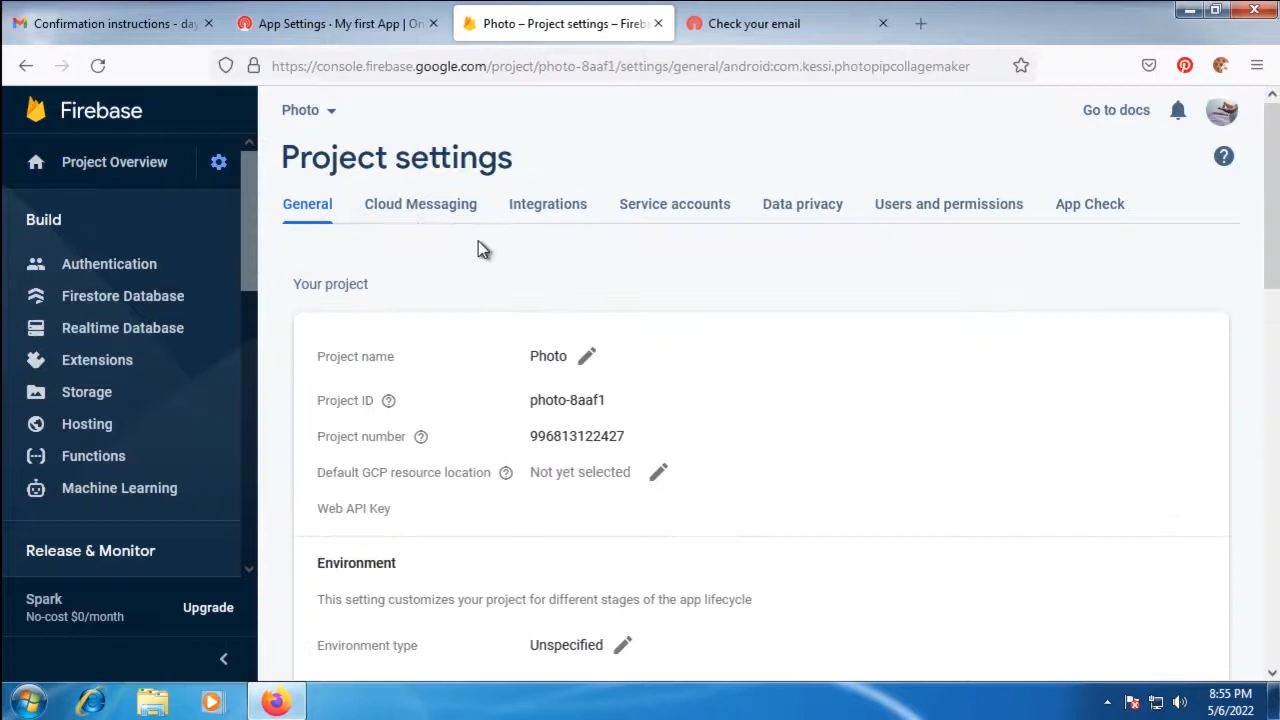 Confirmation instructions - day
App Settings · My first App | On
Photo – Project settings – Fireb
Check your email
https://console.firebase.google.com/project/photo-8aaf1/settings/general/android:com.kessi.photopipcollagemaker
Firebase
Project Overview
Build
Authentication
Firestore Database
Realtime Database
Extensions
Storage
Hosting
Functions
Machine Learning
Release & Monitor
Spark
No-cost $0/month
Upgrade
Photo
Go to docs
Project settings
General
Cloud Messaging
Integrations
Service accounts
Data privacy
Users and permissions
App Check
Your project
Project name
Photo
Project ID
photo-8aaf1
Project number
996813122427
Default GCP resource location
Not yet selected
Web API Key
Environment
This setting customizes your project for different stages of the app lifecycle
Environment type
Unspecified
8:55 PM
5/6/2022